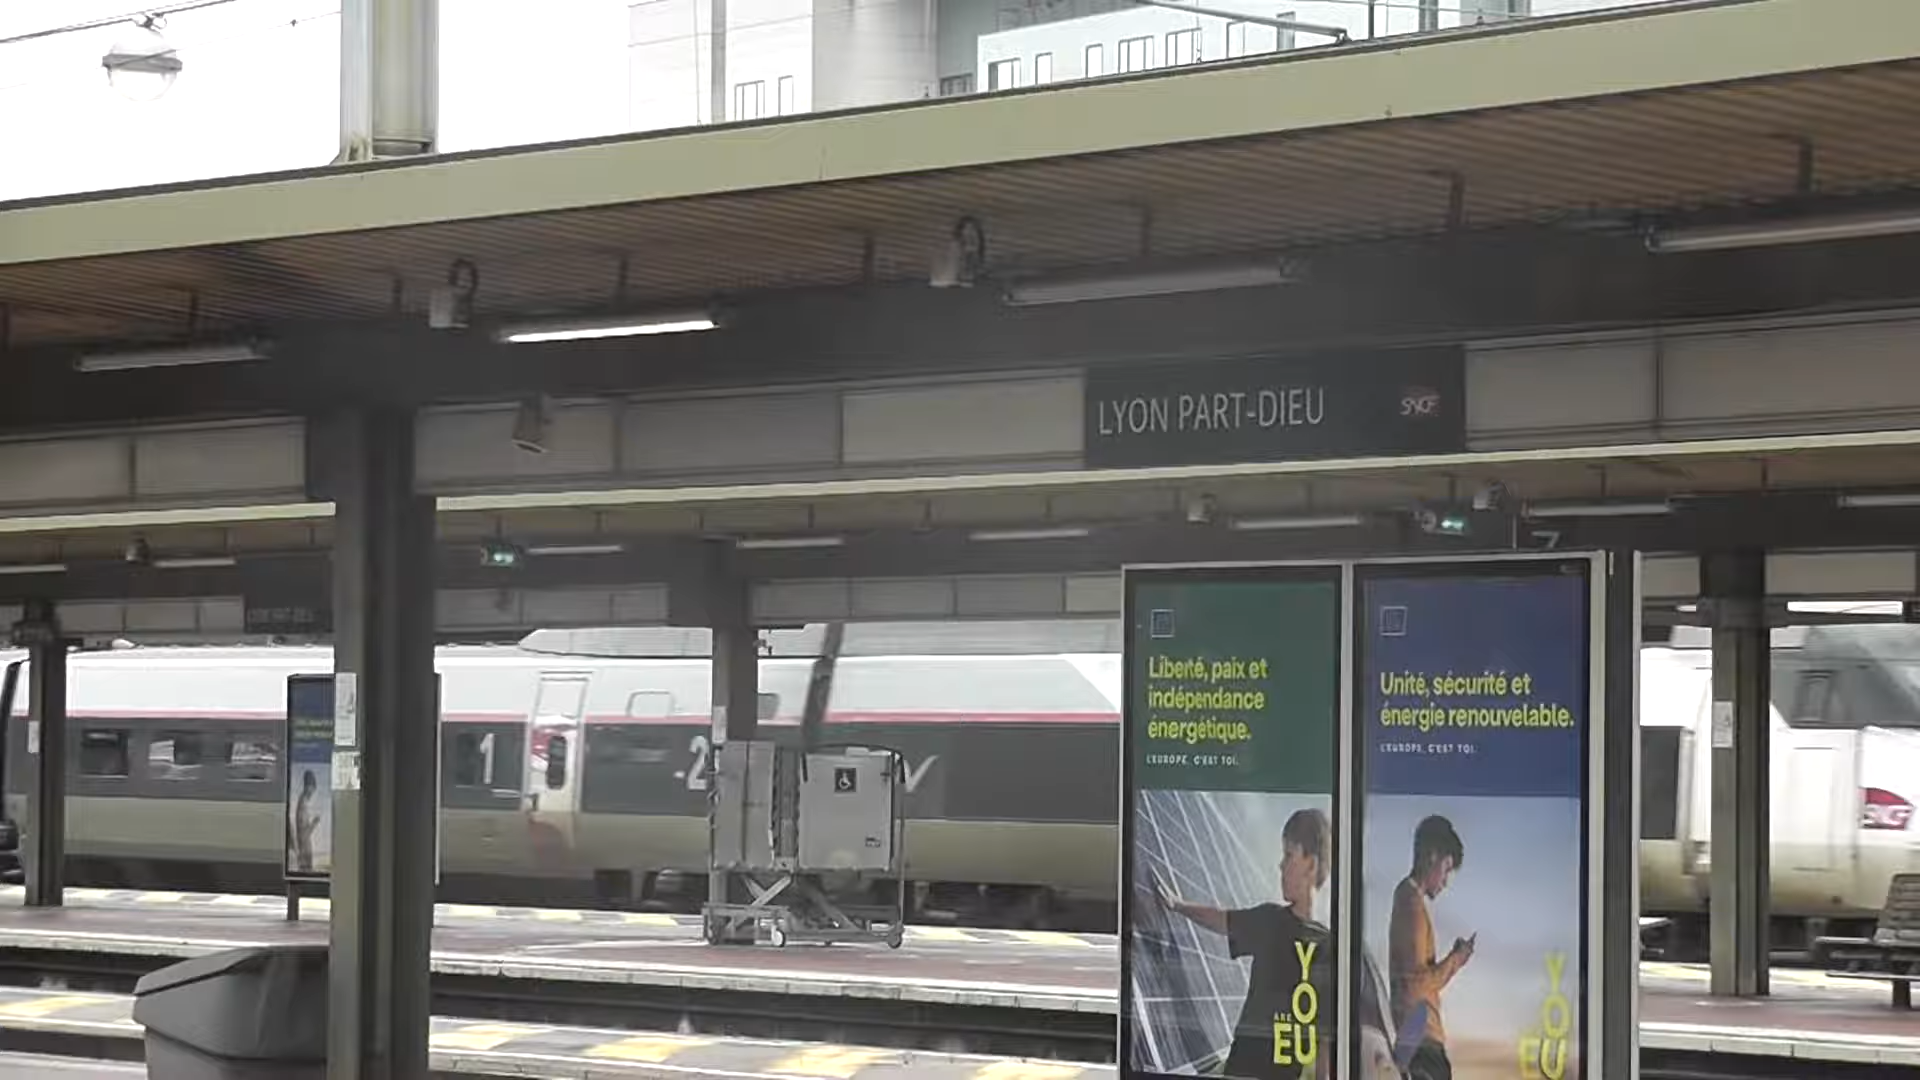 LYON PART-DIEU
SNCF
Liberté, paix et
indépendance
énergétique.
L'EUROPE, C'EST TOI.
Unité, sécurité et
énergie renouvelable.
L'EUROPE, C'EST TOI.
1
2
YOU
ARE
EU
YOU
EU